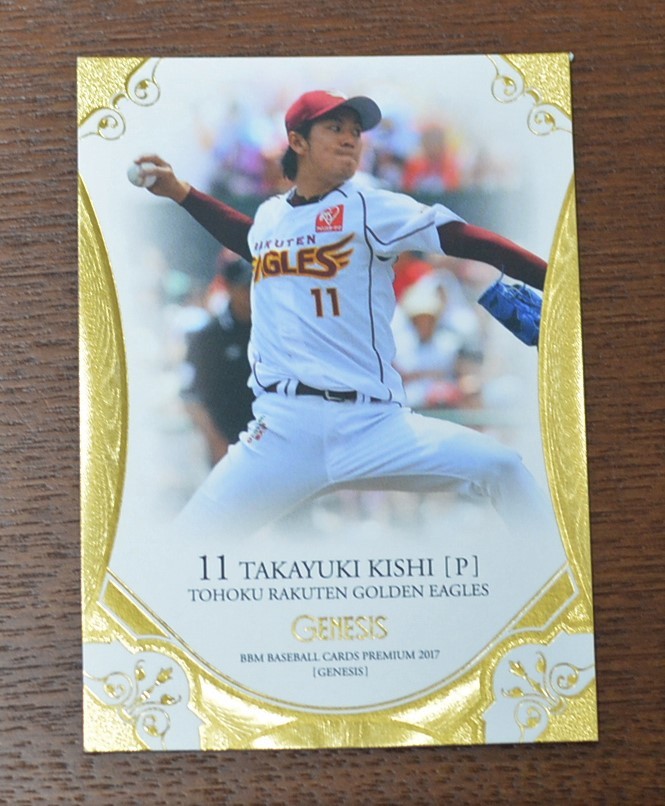 RAKUTEN
EAGLES
11
11 TAKAYUKI KISHI [P]
TOHOKU RAKUTEN GOLDEN EAGLES
GENESIS
BBM BASEBALL CARDS PREMIUM 2017
[GENESIS]